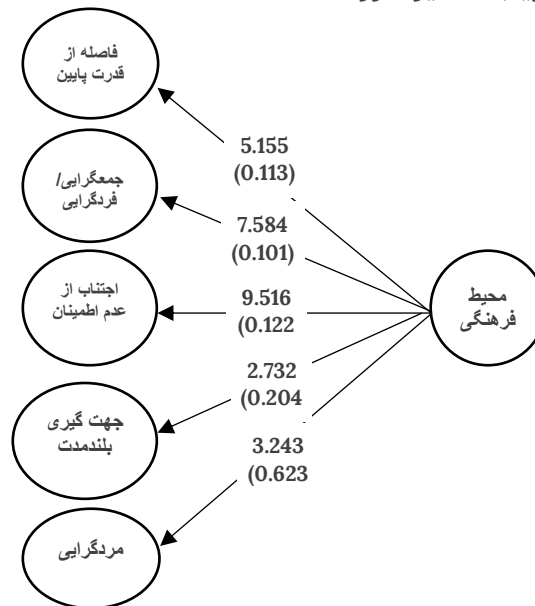 فاصله از
قدرت پایین
5.155
(0.113)
جمعگرایی/
فردگرایی
7.584
(0.101)
اجتناب از
عدم اطمینان
9.516
(0.122
محیط
فرهنگی
2.732
(0.204
جهت گیری
بلندمدت
3.243
(0.623
مردگرایی